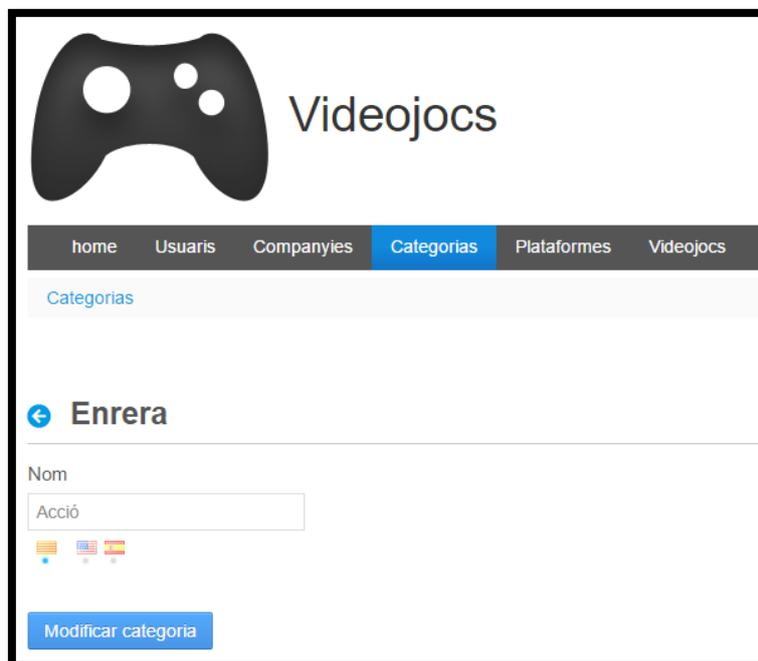 Videojocs
home Usuaris Companyies Categorias Plataformes Videojocs
Categorias
Enrera
Nom
Acció
Modificar categoria